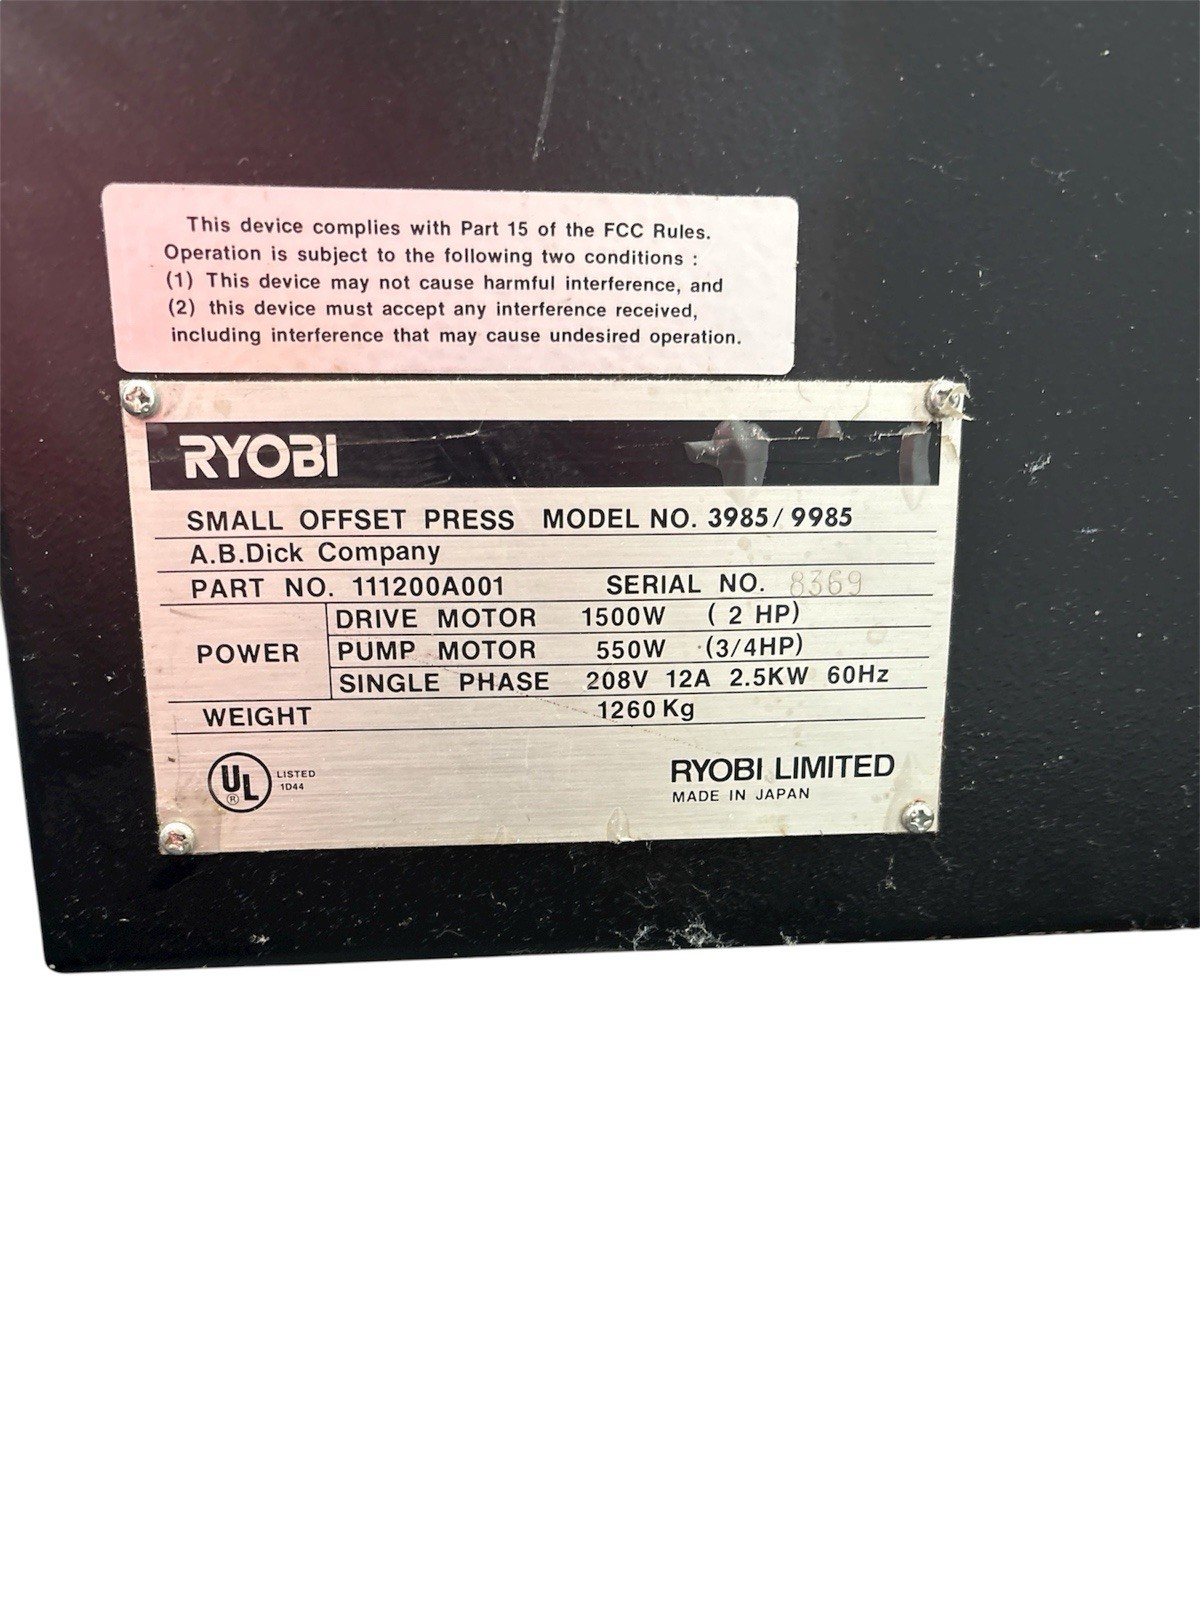 This device complies with Part 15 of the FCC Rules.
Operation is subject to the following two conditions :
(1) This device may not cause harmful interference, and
(2) this device must accept any interference received,
including interference that may cause undesired operation.
RYOBI
SMALL OFFSET PRESS MODEL NO. 3985/9985
A.B.Dick Company
PART NO. 111200A001 SERIAL NO. 8369
POWER
DRIVE MOTOR 1500W ( 2 HP)
PUMP MOTOR 550W (3/4HP)
SINGLE PHASE 208V 12A 2.5KW 60Hz
WEIGHT 1260Kg
UL ® LISTED
1D44
RYOBI LIMITED
MADE IN JAPAN